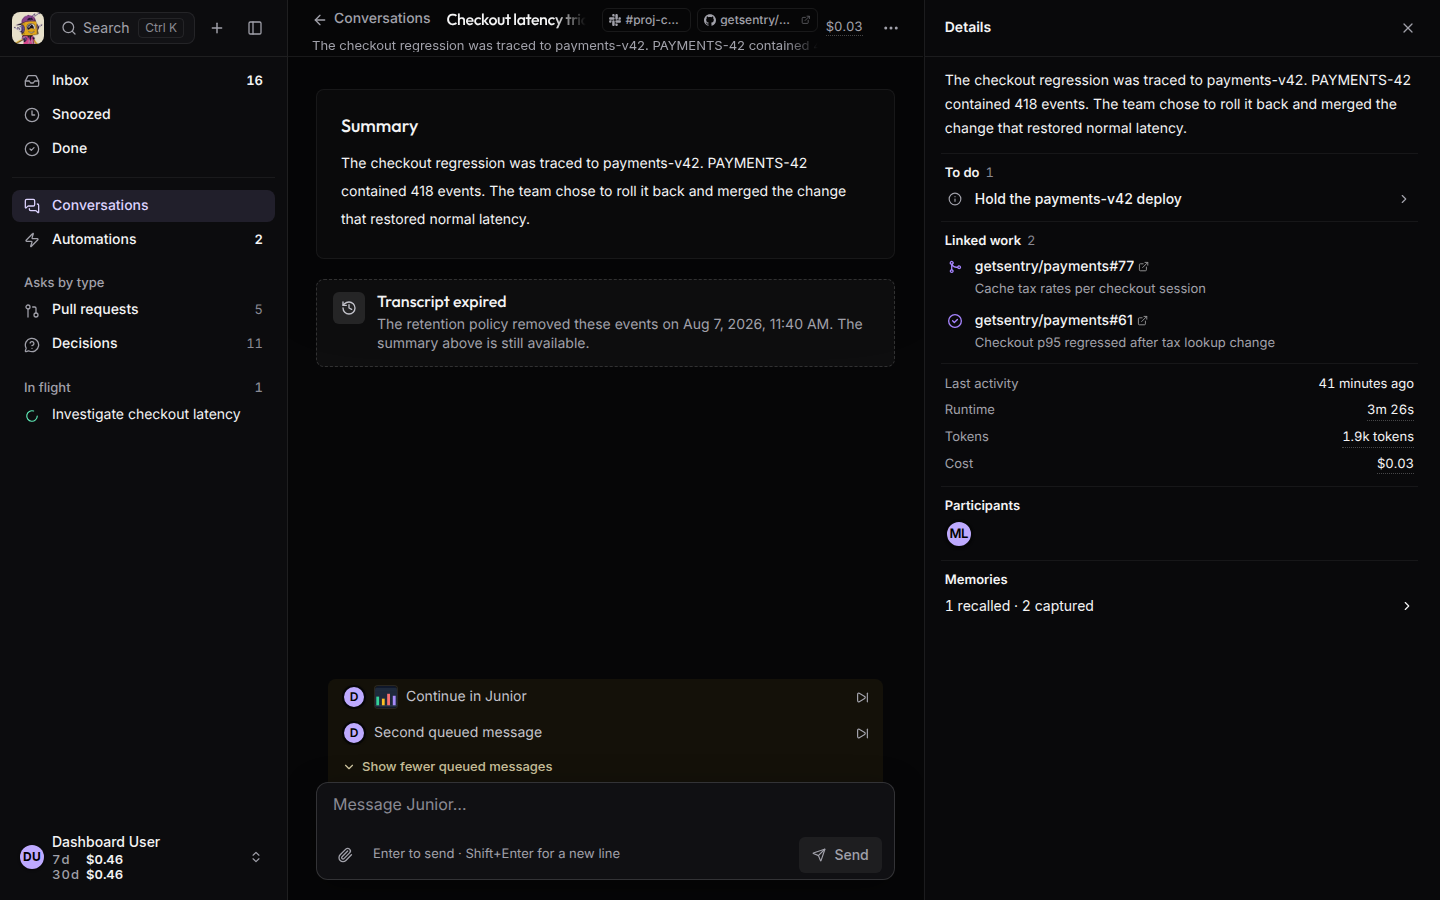 Search
Ctrl K
Inbox
16
Snoozed
Done
Conversations
Automations
2
Asks by type
Pull requests
5
Decisions
11
In flight
1
Investigate checkout latency
Dashboard User
7d $0.46
30d $0.46
Conversations
Checkout latency
#proj-c...
getsentry/...
$0.03
The checkout regression was traced to payments-v42. PAYMENTS-42 contained
Summary
The checkout regression was traced to payments-v42. PAYMENTS-42
contained 418 events. The team chose to roll it back and merged the change
that restored normal latency.
Transcript expired
The retention policy removed these events on Aug 7, 2026, 11:40 AM. The
summary above is still available.
D
Continue in Junior
D
Second queued message
Show fewer queued messages
Message Junior...
Enter to send · Shift+Enter for a new line
Send
Details
The checkout regression was traced to payments-v42. PAYMENTS-42
contained 418 events. The team chose to roll it back and merged the
change that restored normal latency.
To do 1
Hold the payments-v42 deploy
Linked work 2
getsentry/payments#77
Cache tax rates per checkout session
getsentry/payments#61
Checkout p95 regressed after tax lookup change
Last activity
41 minutes ago
Runtime
3m 26s
Tokens
1.9k tokens
Cost
$0.03
Participants
ML
Memories
1 recalled · 2 captured
DU